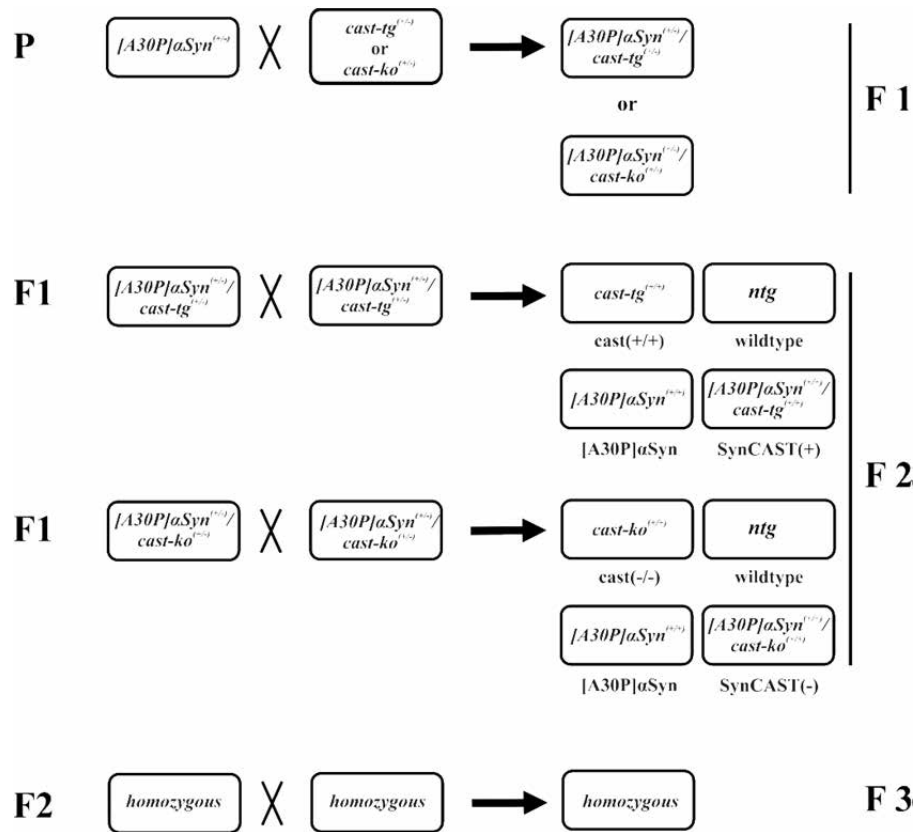 P
[A30P]αSyn(+/-)
X
cast-tg(+/-)
or
cast-ko(+/-)
[A30P]αSyn(+/-)/
cast-tg(+/-)
or
[A30P]αSyn(+/-)/
cast-ko(+/-)
F 1
F1
[A30P]αSyn(+/-)/
cast-tg(+/-)
X
[A30P]αSyn(+/-)/
cast-tg(+/-)
cast-tg(+/+)
ntg
cast(+/+)
wildtype
[A30P]αSyn(+/+)
[A30P]αSyn(+/+)/
cast-tg(+/+)
[A30P]αSyn
SynCAST(+)
F 2
F1
[A30P]αSyn(+/-)/
cast-ko(+/-)
X
[A30P]αSyn(+/-)/
cast-ko(+/-)
cast-ko(+/+)
ntg
cast(-/-)
wildtype
[A30P]αSyn(+/+)
[A30P]αSyn(+/+)/
cast-ko(+/+)
[A30P]αSyn
SynCAST(-)
F2
homozygous
X
homozygous
homozygous
F 3